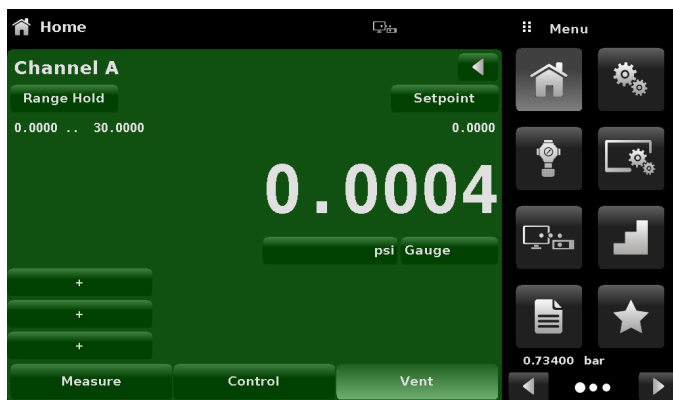 Home
Menu
Channel A
Range Hold
Setpoint
0.0000 .. 30.0000
0.0000
0.0004
psi Gauge
+
+
+
Measure Control Vent
0.73400 bar